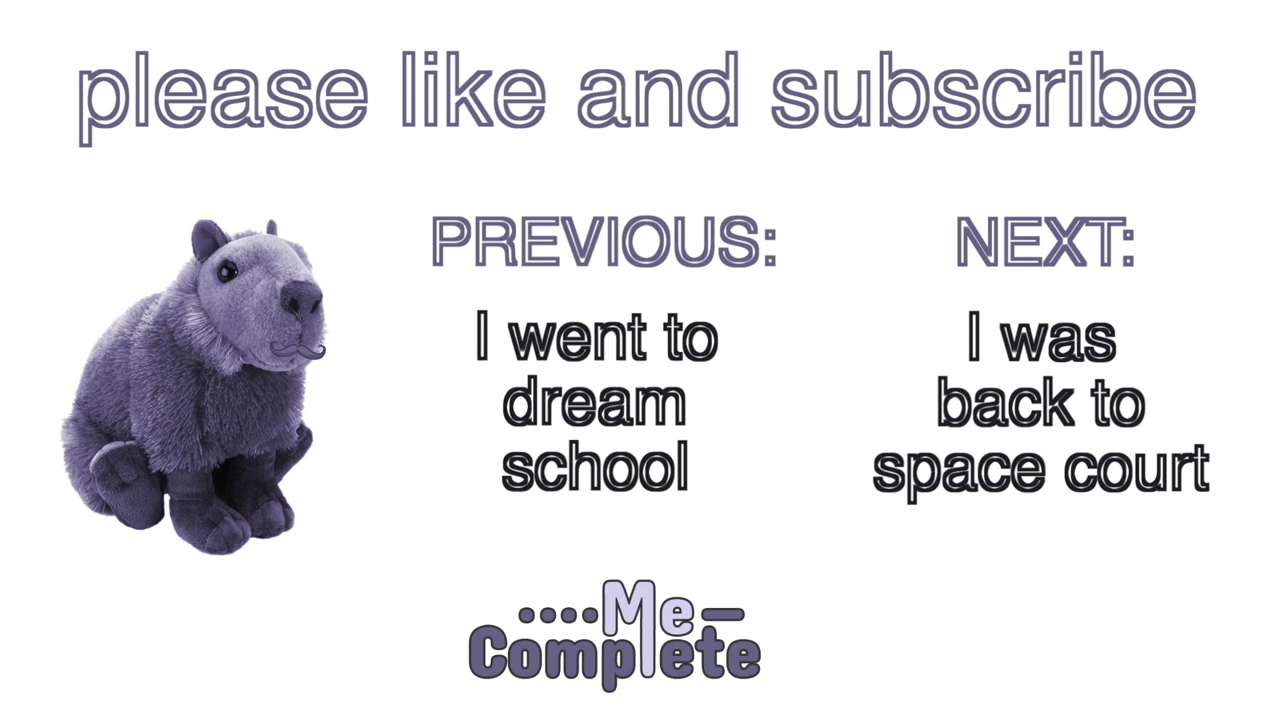 please like and subscribe
PREVIOUS:
I went to
dream
school
NEXT:
I was
back to
space court
Me
Complete